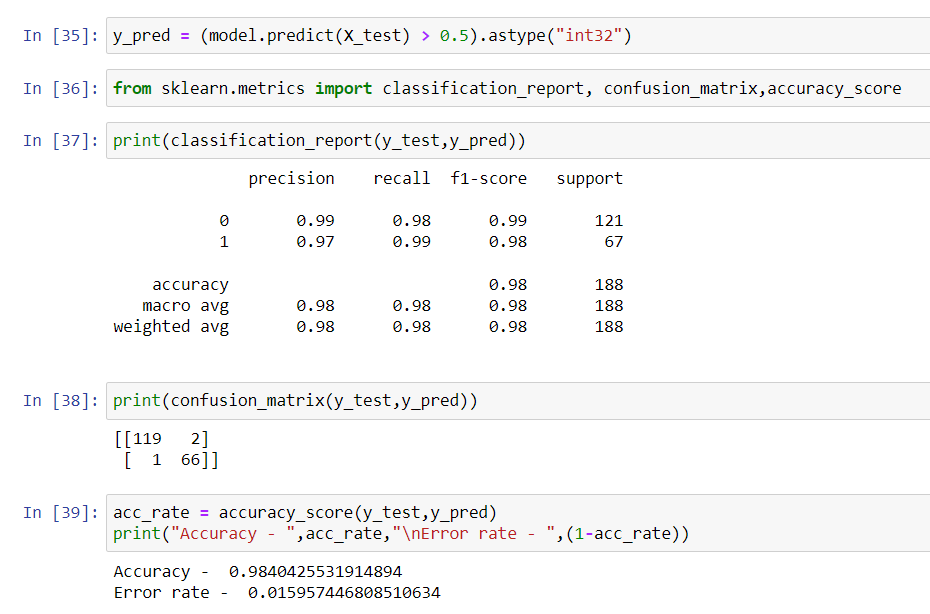 In [35]: y_pred = (model.predict(X_test) > 0.5).astype("int32")
In [36]: from sklearn.metrics import classification_report, confusion_matrix,accuracy_score
In [37]: print(classification_report(y_test,y_pred))
precision recall f1-score support
0 0.99 0.98 0.99 121
1 0.97 0.99 0.98 67
accuracy 0.98 188
macro avg 0.98 0.98 0.98 188
weighted avg 0.98 0.98 0.98 188
In [38]: print(confusion_matrix(y_test,y_pred))
[[119 2]
[ 1 66]]
In [39]: acc_rate = accuracy_score(y_test,y_pred)
print("Accuracy - ",acc_rate,"\nError rate - ",(1-acc_rate))
Accuracy - 0.9840425531914894
Error rate - 0.015957446808510634